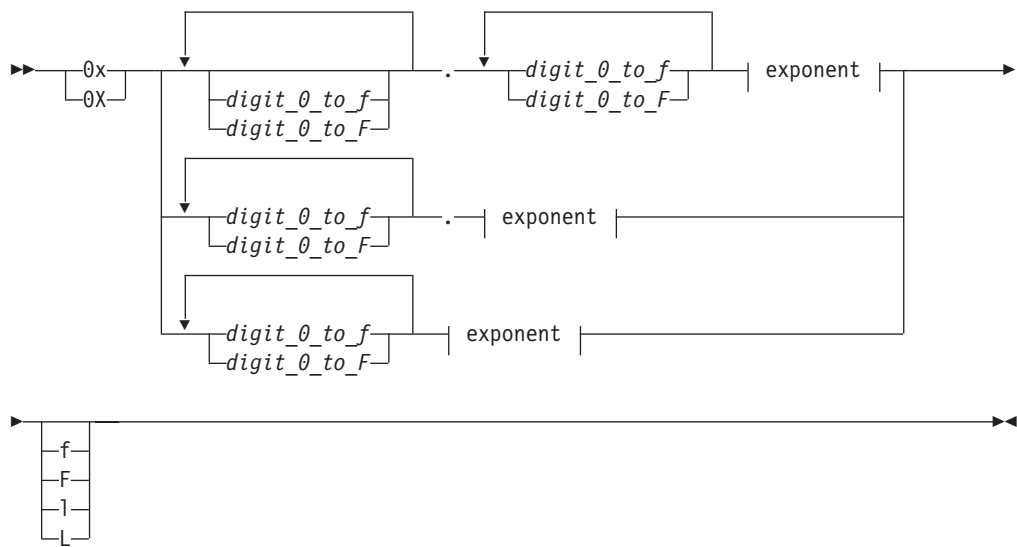 0x . digit_0_to_f exponent
0X digit_0_to_f digit_0_to_F
digit_0_to_F
digit_0_to_f . exponent
digit_0_to_F
digit_0_to_f exponent
digit_0_to_F
f
F
l
L